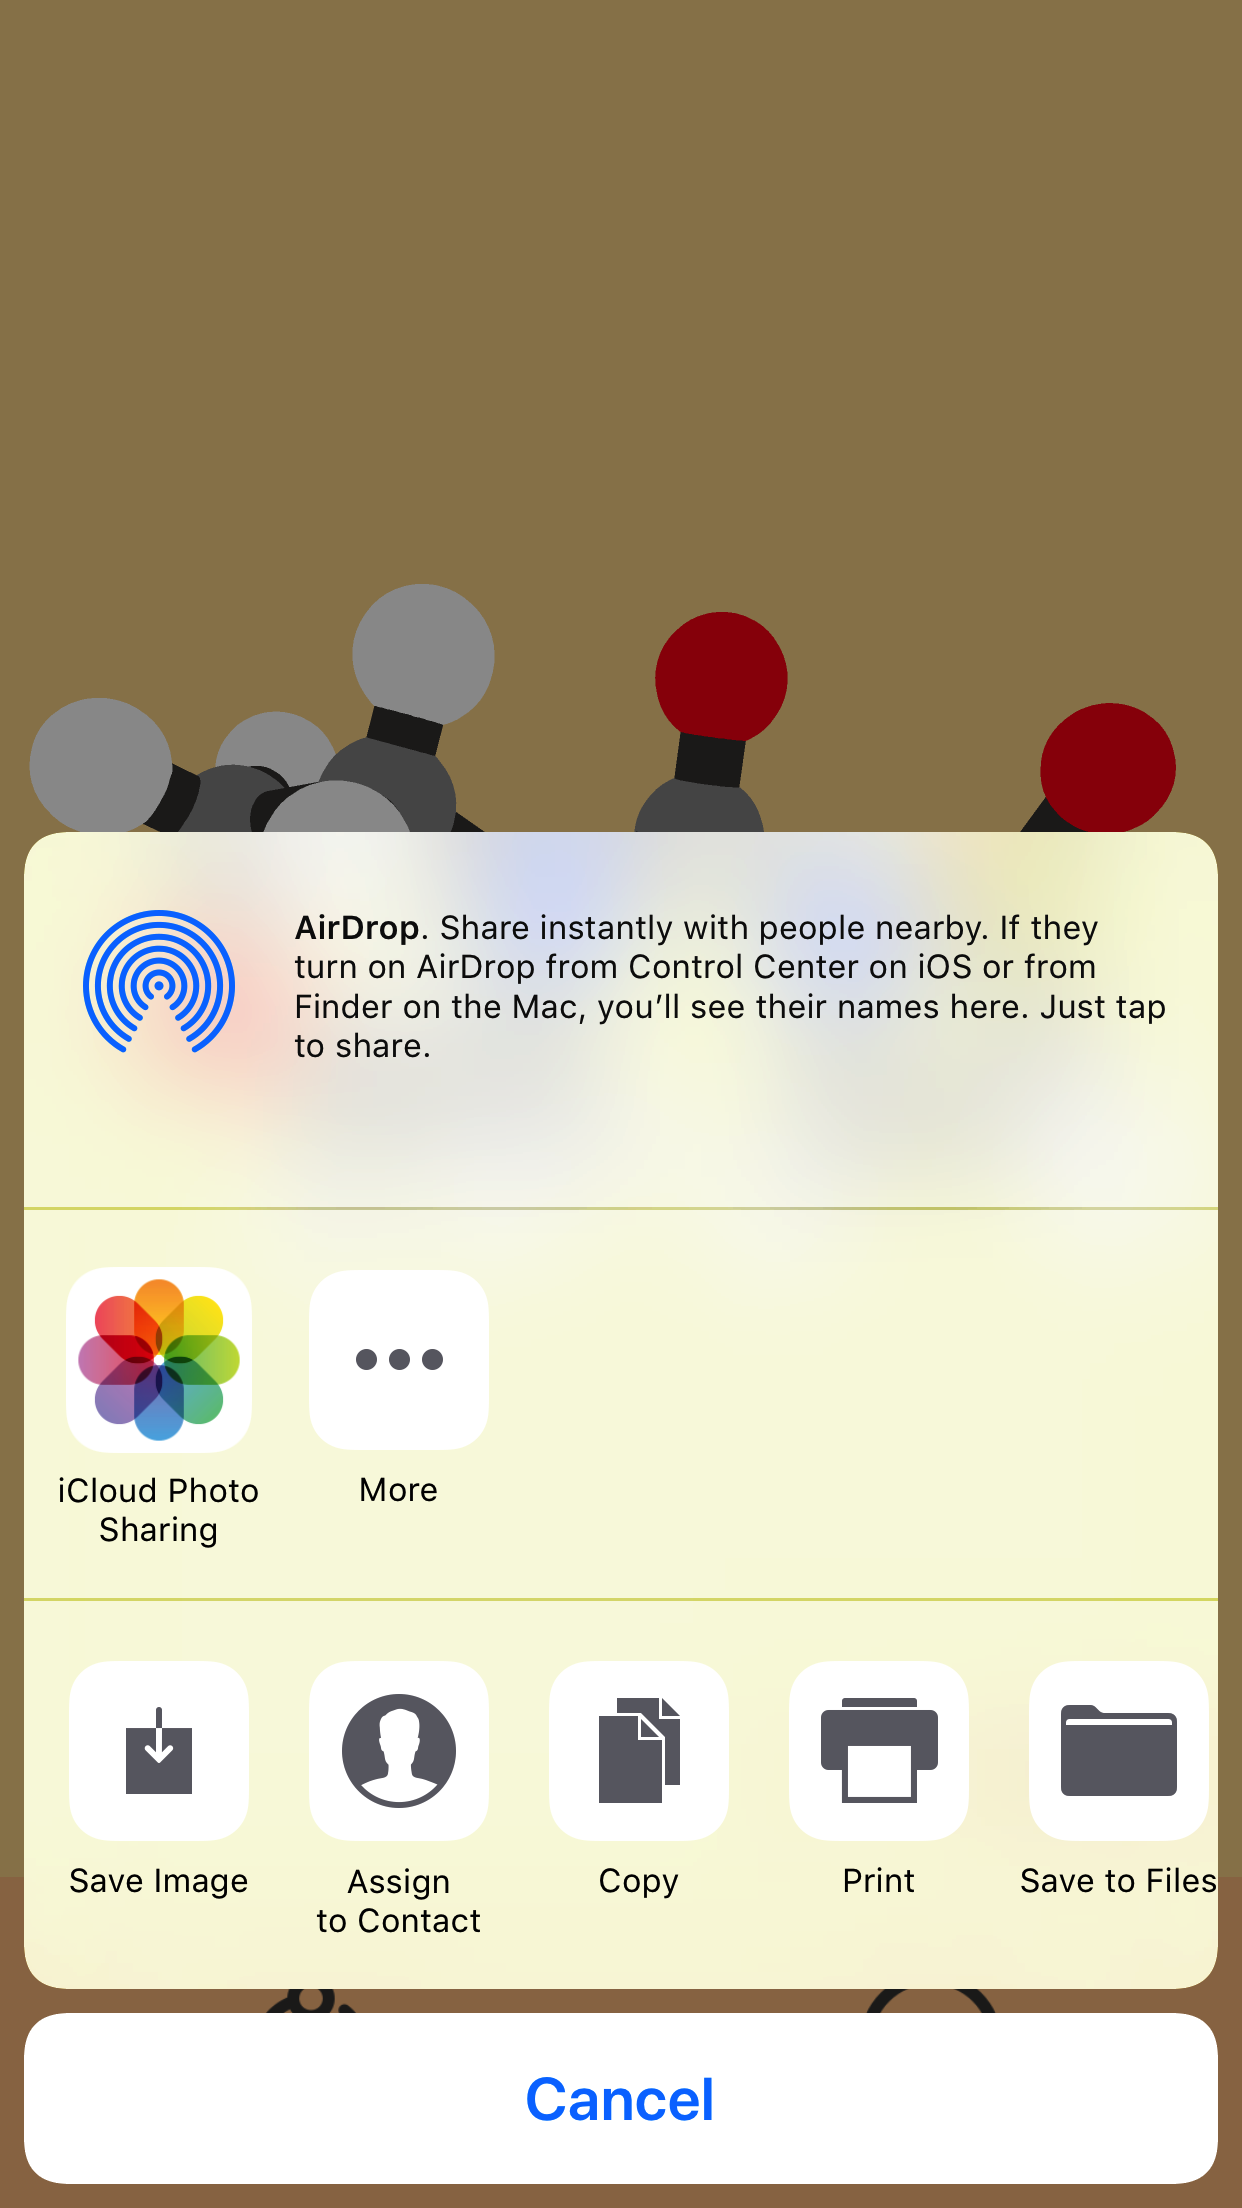 AirDrop. Share instantly with people nearby. If they
turn on AirDrop from Control Center on iOS or from
Finder on the Mac, you’ll see their names here. Just tap
to share.
iCloud Photo
Sharing
More
Save Image
Assign
to Contact
Copy
Print
Save to Files
Cancel